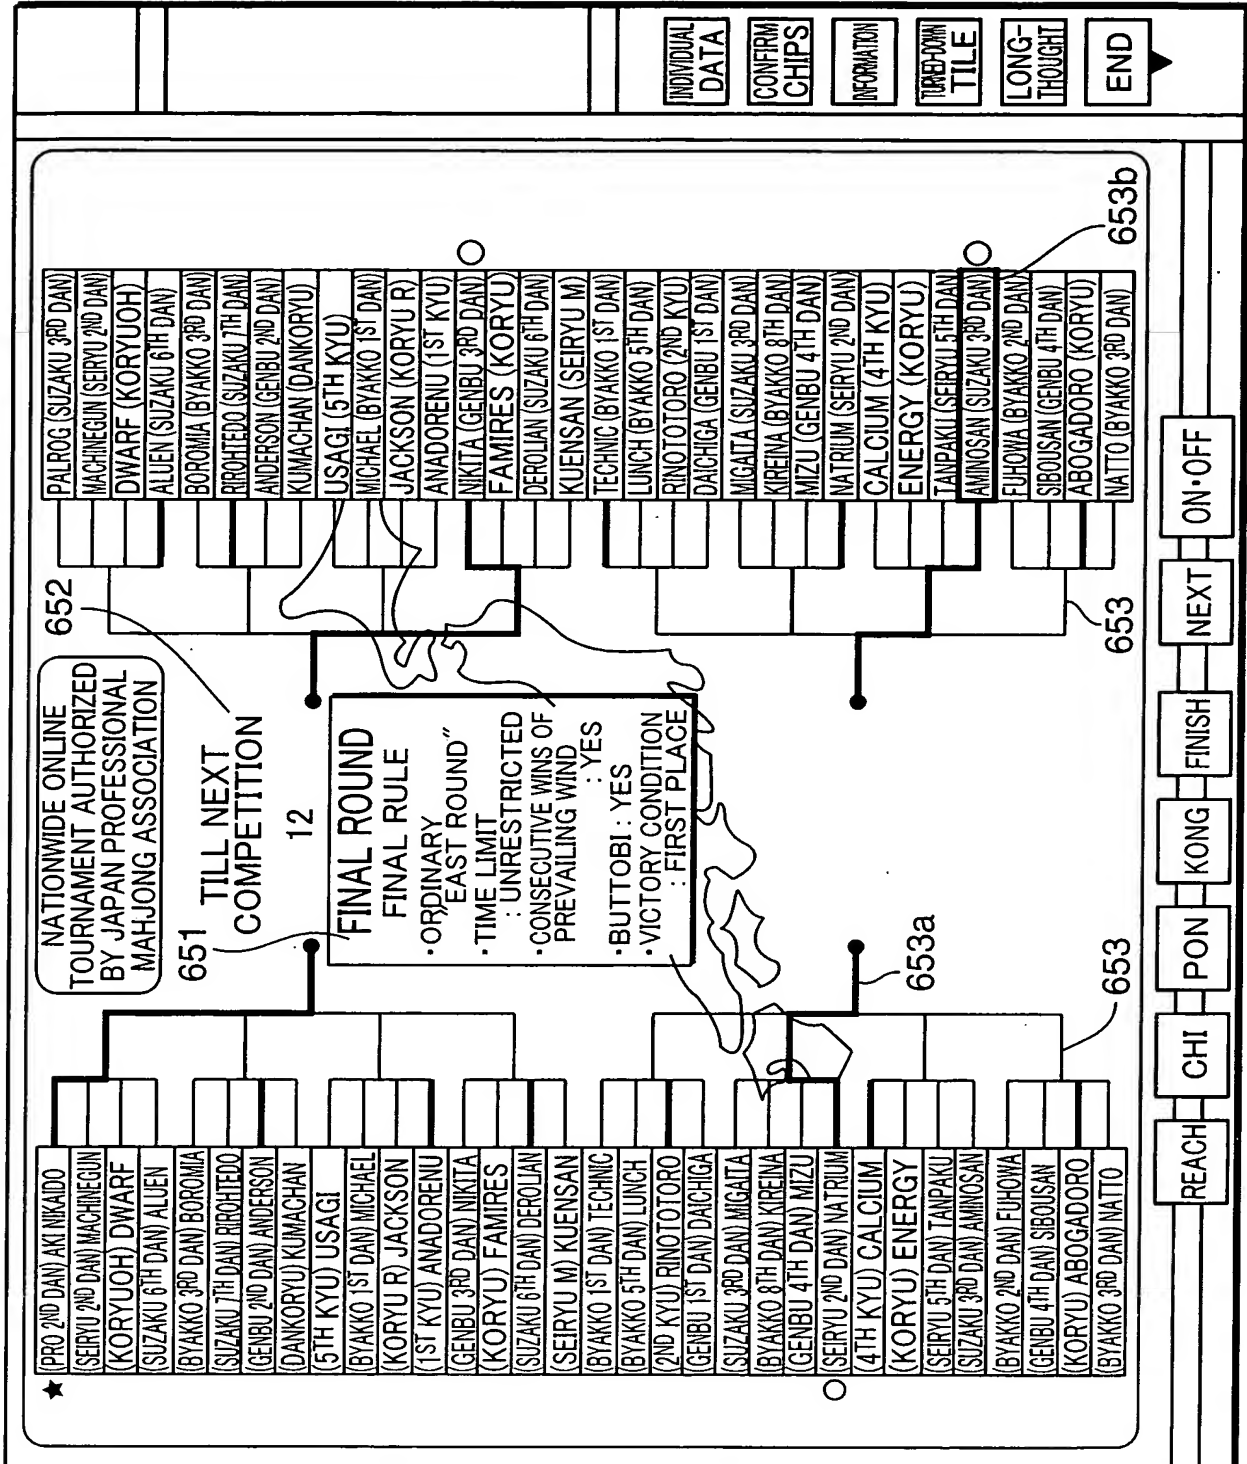 NATIONWIDE ONLINE
TOURNAMENT AUTHORIZED
BY JAPAN PROFESSIONAL
MAHJONG ASSOCIATION
652
TILL NEXT
COMPETITION
12
651
FINAL ROUND
FINAL RULE
・ORDINARY
EAST ROUND”
・TIME LIMIT
: UNRESTRICTED
・CONSECUTIVE WINS OF
PREVAILING WIND
: YES
・BUTTOBI : YES
・VICTORY CONDITION
: FIRST PLACE
653a
653
653
653b
★
(PRO 2ND DAN) AKI NIKAIDO
(SEIRYU 2ND DAN) MACHINEGUN
(KORYUOH) DWARF
(SUZAKU 6TH DAN) ALUEN
(BYAKKO 3RD DAN) BOROMIA
(SUZAKU 7TH DAN) RIROHTEDO
(GENBU 2ND DAN) ANDERSON
(DANKORYU) KUMACHAN
(5TH KYU) USAGI
(BYAKKO 1ST DAN) MICHAEL
(KORYU R) JACKSON
(1ST KYU) ANADORENU
(GENBU 3RD DAN) NIKITA
(KORYU) FAMIRES
(SUZAKU 6TH DAN) DEROLIAN
(SEIRYU M) KUENSAN
(BYAKKO 1ST DAN) TECHNIC
(BYAKKO 5TH DAN) LUNCH
(2ND KYU) RINOTOTORO
(GENBU 1ST DAN) DAICHIGA
(SUZAKU 3RD DAN) MIGAITA
(BYAKKO 8TH DAN) KIREINA
(GENBU 4TH DAN) MIZU
(SEIRYU 2ND DAN) NATRIUM
(4TH KYU) CALCIUM
(KORYU) ENERGY
(SEIRYU 5TH DAN) TANPAKU
(SUZAKU 3RD DAN) AMINOSAN
(BYAKKO 2ND DAN) FUHOWA
(GENBU 4TH DAN) SIBOUSAN
(KORYU) ABOGADORO
(BYAKKO 3RD DAN) NATTO
PALROG (SUZAKU 3RD DAN)
MACHINEGUN (SEIRYU 2ND DAN)
DWARF (KORYUOH)
ALUEN (SUZAKU 6TH DAN)
BOROMIA (BYAKKO 3RD DAN)
RIROHTEDO (SUZAKU 7TH DAN)
ANDERSON (GENBU 2ND DAN)
KUMACHAN (DANKORYU)
USAGI (5TH KYU)
MICHAEL (BYAKKO 1ST DAN)
JACKSON (KORYU R)
ANADORENU (1ST KYU)
NIKITA (GENBU 3RD DAN)
FAMIRES (KORYU)
DEROLIAN (SUZAKU 6TH DAN)
KUENSAN (SEIRYU M)
TECHNIC (BYAKKO 1ST DAN)
LUNCH (BYAKKO 5TH DAN)
RINOTOTORO (2ND KYU)
DAICHIGA (GENBU 1ST DAN)
MIGAITA (SUZAKU 3RD DAN)
KIREINA (BYAKKO 8TH DAN)
MIZU (GENBU 4TH DAN)
NATRIUM (SEIRYU 2ND DAN)
CALCIUM (4TH KYU)
ENERGY (KORYU)
TANPAKU (SEIRYU 5TH DAN)
AMINOSAN (SUZAKU 3RD DAN)
FUHOWA (BYAKKO 2ND DAN)
SIBOUSAN (GENBU 4TH DAN)
ABOGADORO (KORYU)
NATTO (BYAKKO 3RD DAN)
INDIVIDUAL
DATA
CONFIRM
CHIPS
INFORMATION
TURNED-DOWN
TILE
LONG-
THOUGHT
END
REACH
CHI
PON
KONG
FINISH
NEXT
ON・OFF